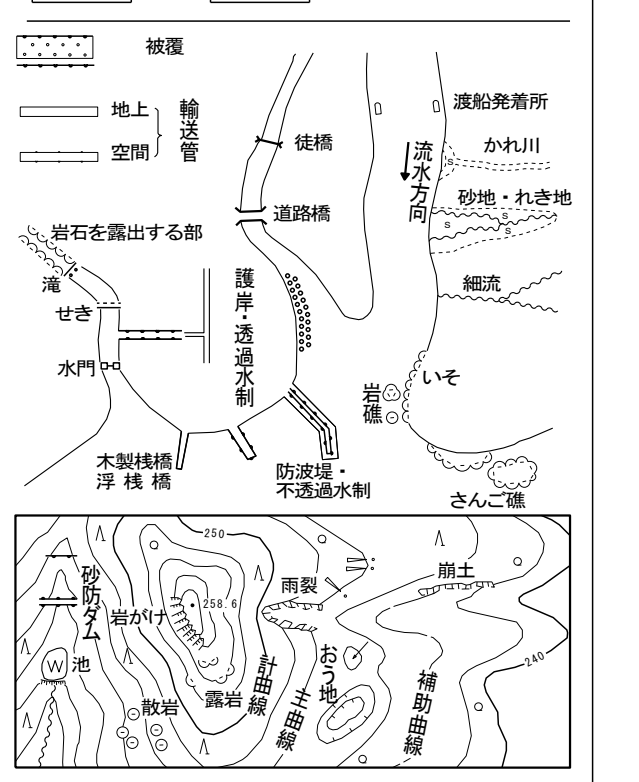 被覆
地上
空間
輸送管
徒橋
道路橋
渡船発着所
流水方向
かれ川
s
砂地・れき地
s
s
細流
岩石を露出する部
滝
せき
水門
護岸・透過水制
いそ
岩礁
木製桟橋
浮桟橋
防波堤・
不透過水制
さんご礁
250
砂防ダム
岩がけ
258.6
雨裂
崩土
池
W
散岩
露岩
計曲線
主曲線
おう地
補助曲線
240